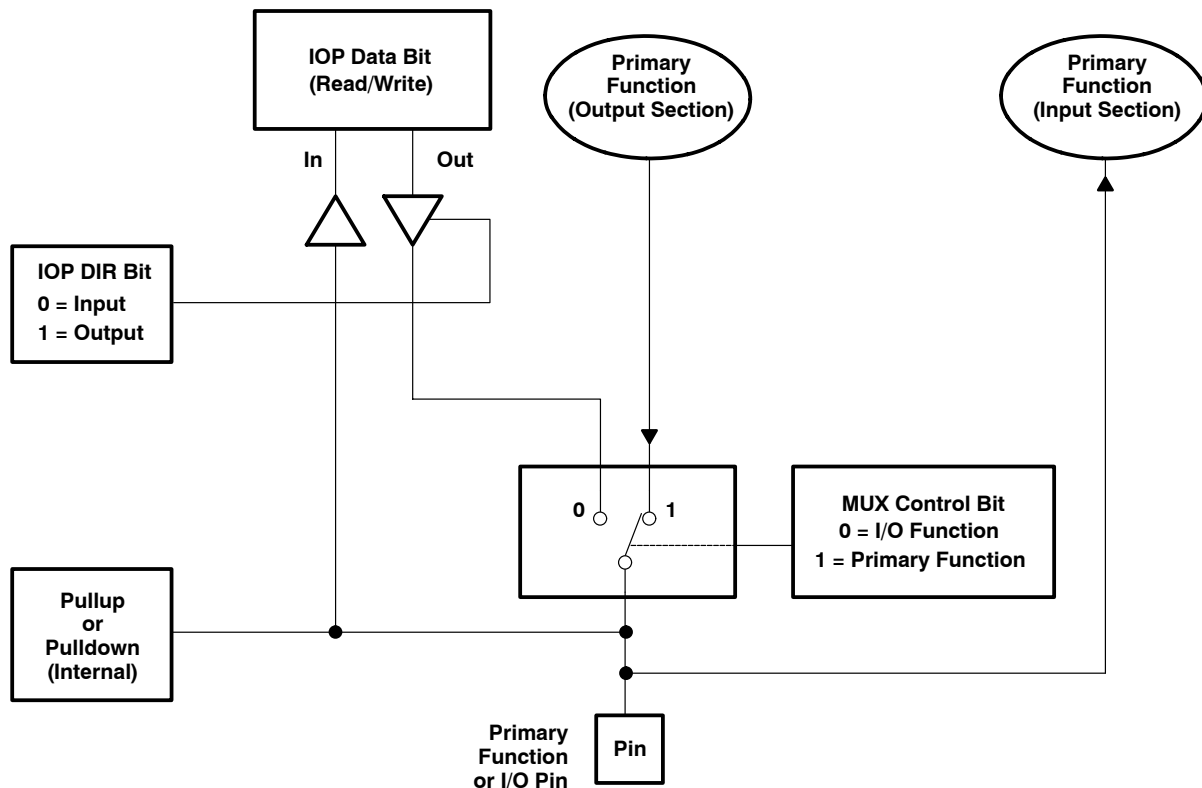 IOP Data Bit
(Read/Write)
Primary
Function
(Output Section)
Primary
Function
(Input Section)
In
Out
IOP DIR Bit
0 = Input
1 = Output
0
1
MUX Control Bit
0 = I/O Function
1 = Primary Function
Pullup
or
Pulldown
(Internal)
Primary
Function
or I/O Pin
Pin